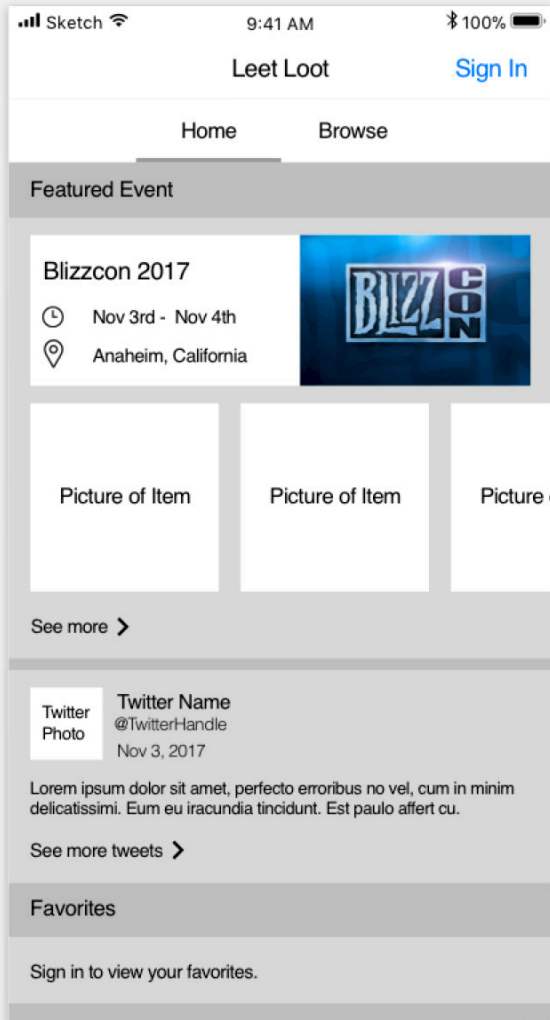 Sketch 9:41 AM 100%
Leet Loot Sign In
Home Browse
Featured Event
Blizzcon 2017
Nov 3rd - Nov 4th
Anaheim, California
BLIZZ
CON
Picture of Item Picture of Item Picture
See more
Twitter
Photo
Twitter Name
@TwitterHandle
Nov 3, 2017
Lorem ipsum dolor sit amet, perfecto erroribus no vel, cum in minim
delicatissimi. Eum eu iracundia tincidunt. Est paulo affert cu.
See more tweets
Favorites
Sign in to view your favorites.